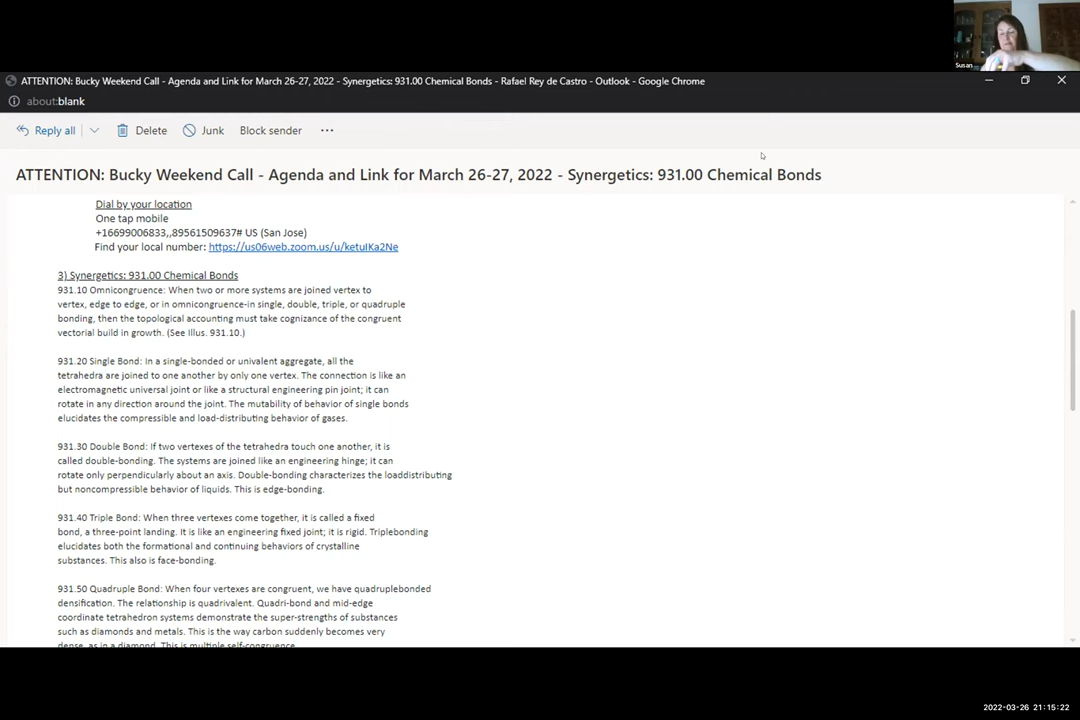 Susan
ATTENTION: Bucky Weekend Call - Agenda and Link for March 26-27, 2022 - Synergetics: 931.00 Chemical Bonds - Rafael Rey de Castro - Outlook - Google Chrome
about:blank
Reply all Delete Junk Block sender
ATTENTION: Bucky Weekend Call - Agenda and Link for March 26-27, 2022 - Synergetics: 931.00 Chemical Bonds
Dial by your location
One tap mobile
+16699006833,,89561509637# US (San Jose)
Find your local number: https://us06web.zoom.us/u/ketuIKa2Ne
3) Synergetics: 931.00 Chemical Bonds
931.10 Omnicongruence: When two or more systems are joined vertex to
vertex, edge to edge, or in omnicongruence-in single, double, triple, or quadruple
bonding, then the topological accounting must take cognizance of the congruent
vectorial build in growth. (See Illus. 931.10.)
931.20 Single Bond: In a single-bonded or univalent aggregate, all the
tetrahedra are joined to one another by only one vertex. The connection is like an
electromagnetic universal joint or like a structural engineering pin joint; it can
rotate in any direction around the joint. The mutability of behavior of single bonds
elucidates the compressible and load-distributing behavior of gases.
931.30 Double Bond: If two vertexes of the tetrahedra touch one another, it is
called double-bonding. The systems are joined like an engineering hinge; it can
rotate only perpendicularly about an axis. Double-bonding characterizes the loaddistributing
but noncompressible behavior of liquids. This is edge-bonding.
931.40 Triple Bond: When three vertexes come together, it is called a fixed
bond, a three-point landing. It is like an engineering fixed joint; it is rigid. Triplebonding
elucidates both the formational and continuing behaviors of crystalline
substances. This also is face-bonding.
931.50 Quadruple Bond: When four vertexes are congruent, we have quadruplebonded
densification. The relationship is quadrivalent. Quadri-bond and mid-edge
coordinate tetrahedron systems demonstrate the super-strengths of substances
such as diamonds and metals. This is the way carbon suddenly becomes very
dense, as in a diamond. This is multiple self-congruence.
2022-03-26 21:15:22